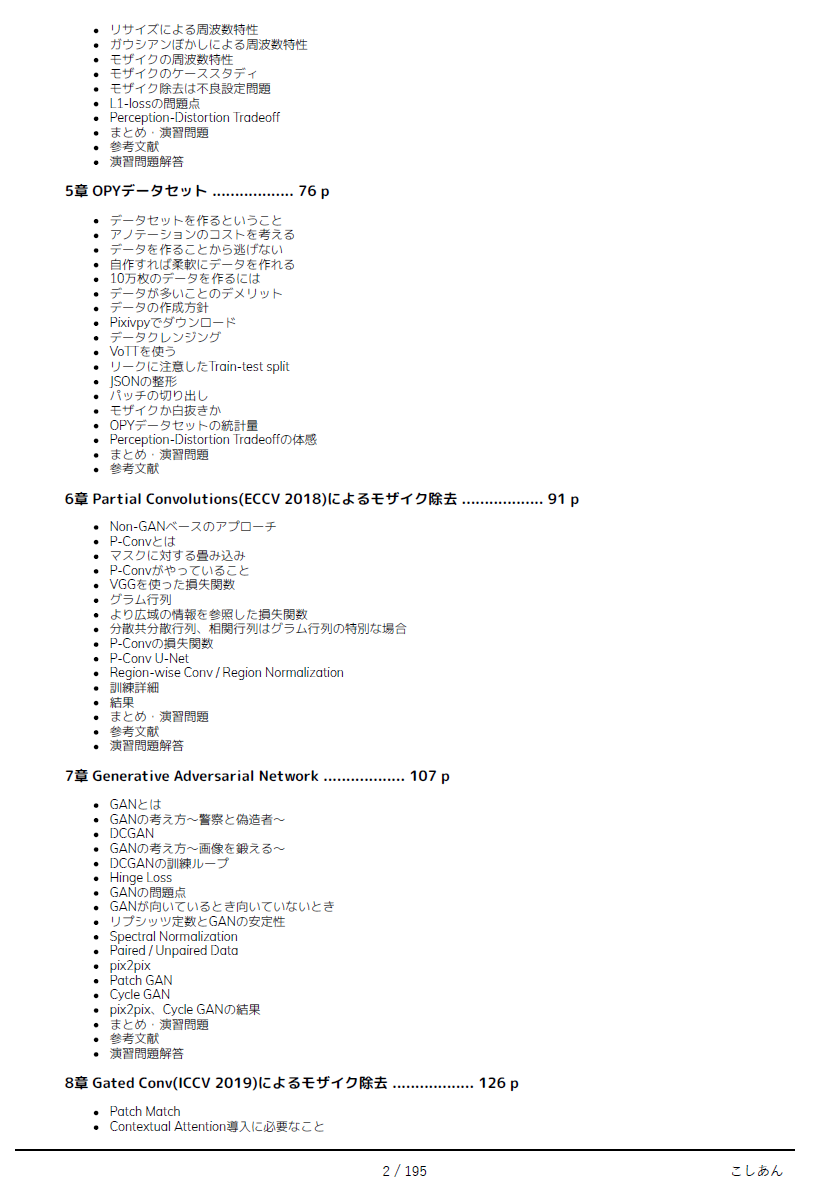 • リサイズによる周波数特性
• ガウシアンぼかしによる周波数特性
• モザイクの周波数特性
• モザイクのケーススタディ
• モザイク除去は不良設定問題
• L1-lossの問題点
• Perception-Distortion Tradeoff
• まとめ・演習問題
• 参考文献
• 演習問題解答
5章 OPYデータセット .................. 76 p
• データセットを作るということ
• アノテーションのコストを考える
• データを作ることから逃げない
• 自作すれば柔軟にデータを作れる
• 10万枚のデータを作るには
• データが多いことのデメリット
• データの作成方針
• Pixivpyでダウンロード
• データクレンジング
• VoTTを使う
• リークに注意したTrain-test split
• JSONの整形
• パッチの切り出し
• モザイクか白抜きか
• OPYデータセットの統計量
• Perception-Distortion Tradeoffの体感
• まとめ・演習問題
• 参考文献
6章 Partial Convolutions(ECCV 2018)によるモザイク除去 .................. 91 p
• Non-GANベースのアプローチ
• P-Convとは
• マスクに対する畳み込み
• P-Convがやっていること
• VGGを使った損失関数
• グラム行列
• より広域の情報を参照した損失関数
• 分散共分散行列、相関行列はグラム行列の特別な場合
• P-Convの損失関数
• P-Conv U-Net
• Region-wise Conv / Region Normalization
• 訓練詳細
• 結果
• まとめ・演習問題
• 参考文献
• 演習問題解答
7章 Generative Adversarial Network .................. 107 p
• GANとは
• GANの考え方～警察と偽造者～
• DCGAN
• GANの考え方～画像を鍛える～
• DCGANの訓練ループ
• Hinge Loss
• GANの問題点
• GANが向いているとき向いていないとき
• リプシッツ定数とGANの安定性
• Spectral Normalization
• Paired / Unpaired Data
• pix2pix
• Patch GAN
• Cycle GAN
• pix2pix、Cycle GANの結果
• まとめ・演習問題
• 参考文献
• 演習問題解答
8章 Gated Conv(ICCV 2019)によるモザイク除去 .................. 126 p
• Patch Match
• Contextual Attention導入に必要なこと
2 / 195
こしあん